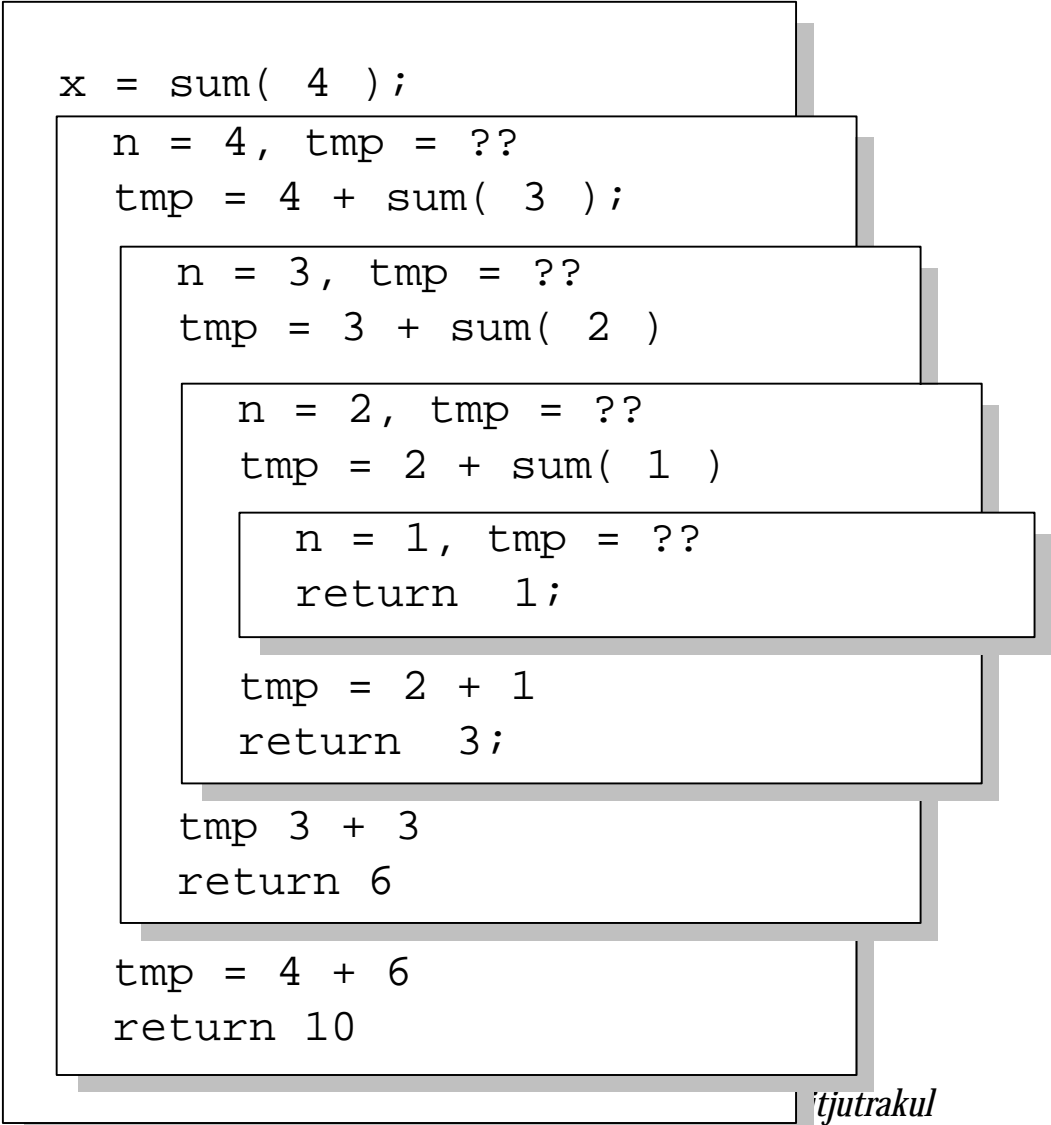 x = sum( 4 );
n = 4, tmp = ??
tmp = 4 + sum( 3 );
n = 3, tmp = ??
tmp = 3 + sum( 2 )
n = 2, tmp = ??
tmp = 2 + sum( 1 )
n = 1, tmp = ??
return 1;
tmp = 2 + 1
return 3;
tmp 3 + 3
return 6
tmp = 4 + 6
return 10